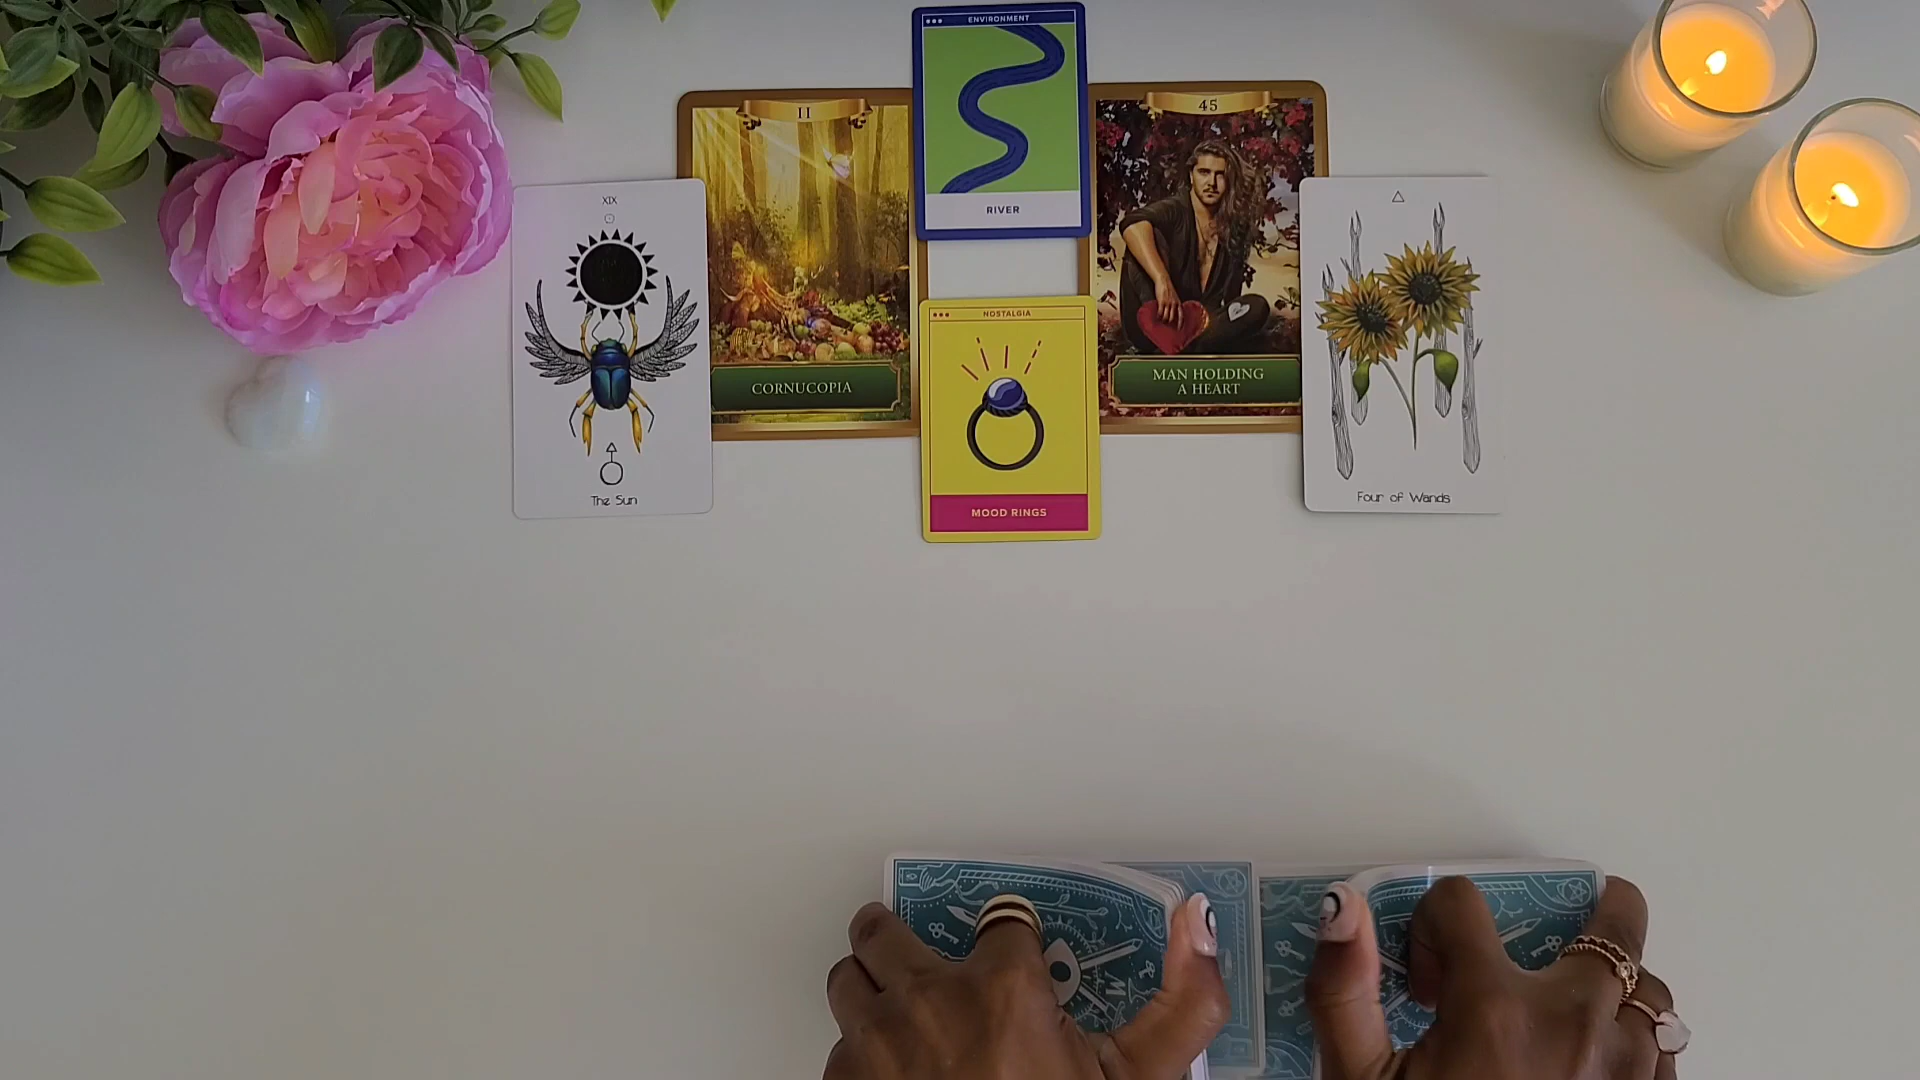 ENVIRONMENT
RIVER
II
CORNUCOPIA
45
MAN HOLDING
A HEART
XIX
The Sun
NOSTALGIA
MOOD RINGS
Four of Wands
M